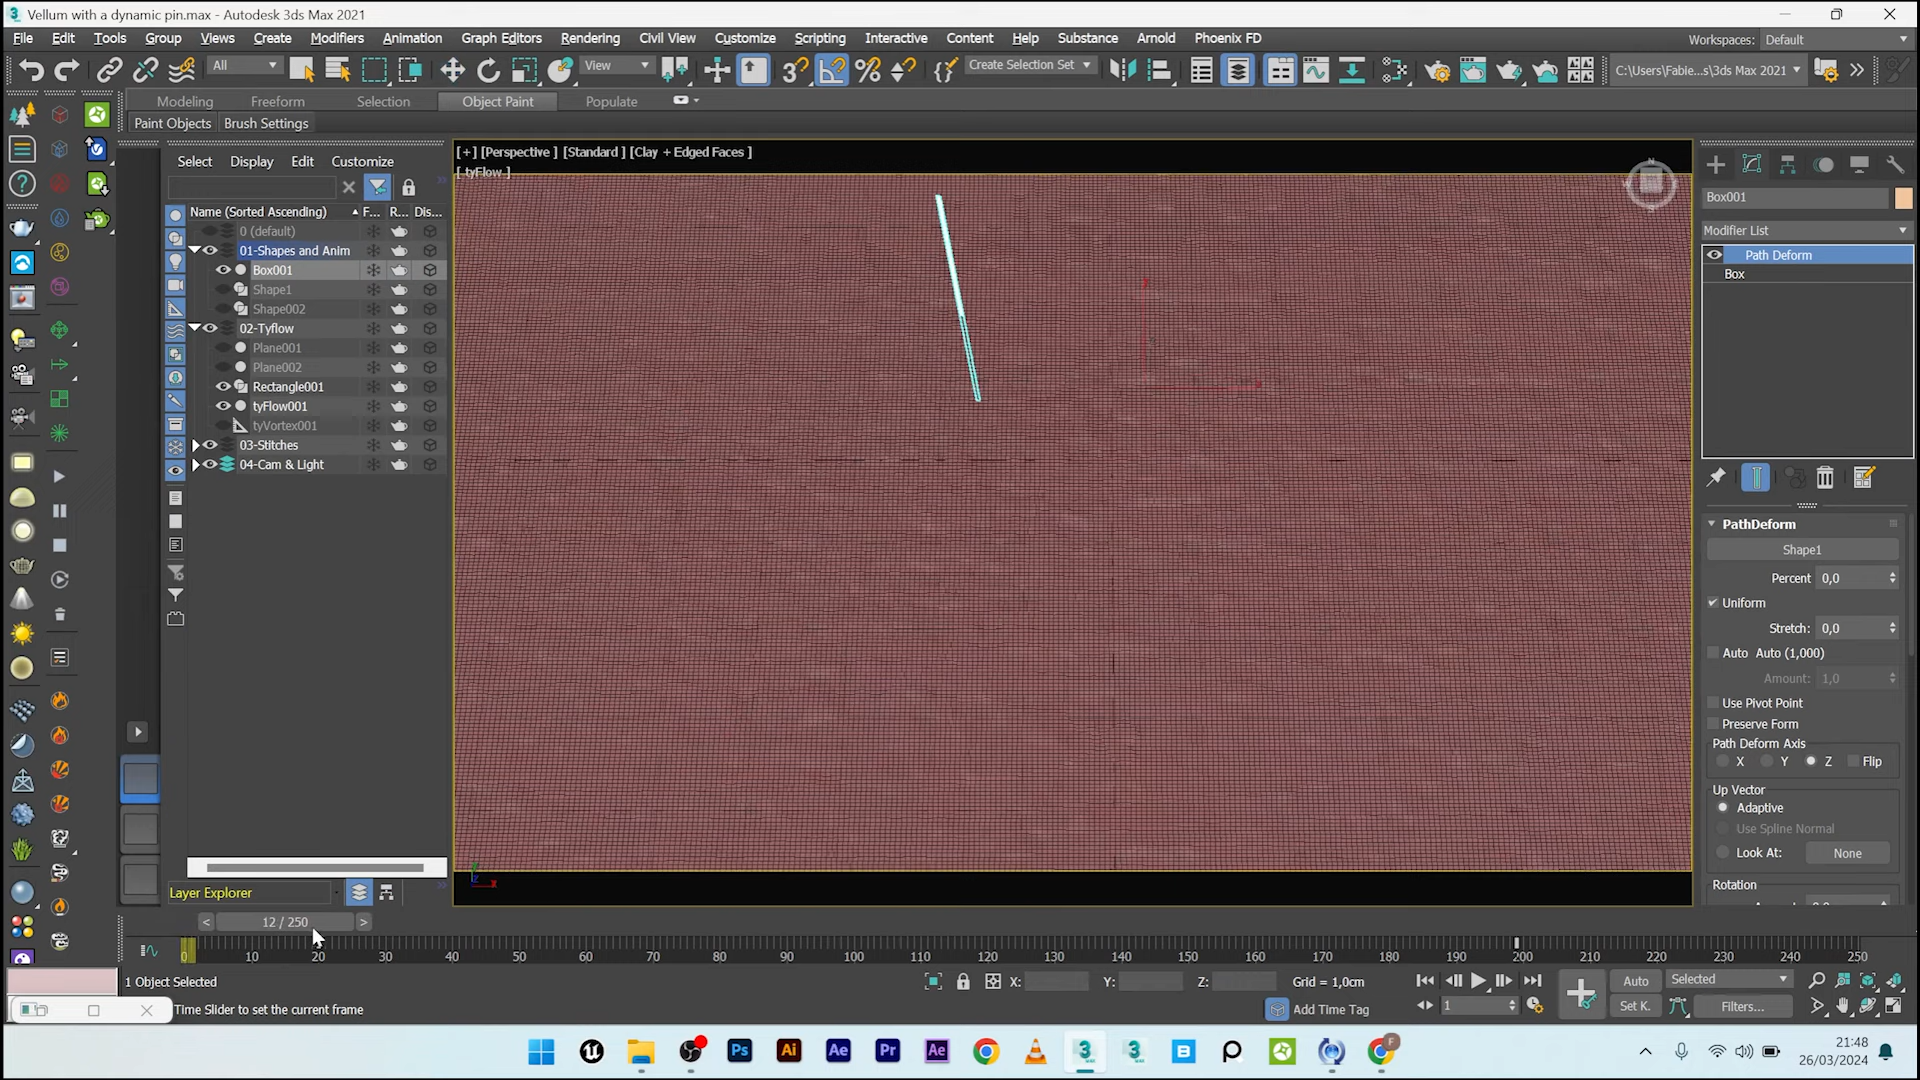 Vellum with a dynamic pin.max - Autodesk 3ds Max 2021
File Edit Tools Group Views Create Modifiers Animation Graph Editors Rendering Civil View Customize Scripting Interactive Content Help Substance Arnold Phoenix FD
Workspaces: Default
All View Create Selection Set C:\Users\Fabie...s\3ds Max 2021
Modeling Freeform Selection Object Paint Populate
Paint Objects Brush Settings
Select Display Edit Customize
[+] [Perspective ] [Standard ] [Clay + Edged Faces ]
[ tyFlow ]
Name (Sorted Ascending) F... R... Dis...
0 (default)
01-Shapes and Anim
Box001
Shape1
Shape002
02-Tyflow
Plane001
Plane002
Rectangle001
tyFlow001
tyVortex001
03-Stitches
04-Cam & Light
Layer Explorer
Box001
Modifier List
Path Deform
Box
PathDeform
Shape1
Percent 0,0
Uniform
Stretch: 0,0
Auto Auto (1,000)
Amount: 1,0
Use Pivot Point
Preserve Form
Path Deform Axis
X Y Z Flip
Up Vector
Adaptive
Use Spline Normal
Look At: None
Rotation
< 12 / 250 >
0 10 20 30 40 50 60 70 80 90 100 110 120 130 140 150 160 170 180 190 200 210 220 230 240 250
1 Object Selected X: Y: Z: Grid = 1,0cm Auto Selected
Time Slider to set the current frame Add Time Tag 1 Set K. Filters...
Ps Ai Ae Pr Ae
21:48
26/03/2024